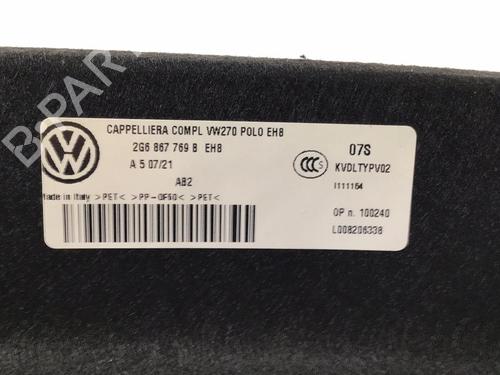 B-PARTS
CAPPELLIERA COMPL VW270 POLO EH8
2G6 867 769 B EH8
A 5 07/21
AB2
Made in Italy >PET< >PP-GF60< >PET<
07S
KVDLTYPV02
I111154
OP n. 100240
L008206338